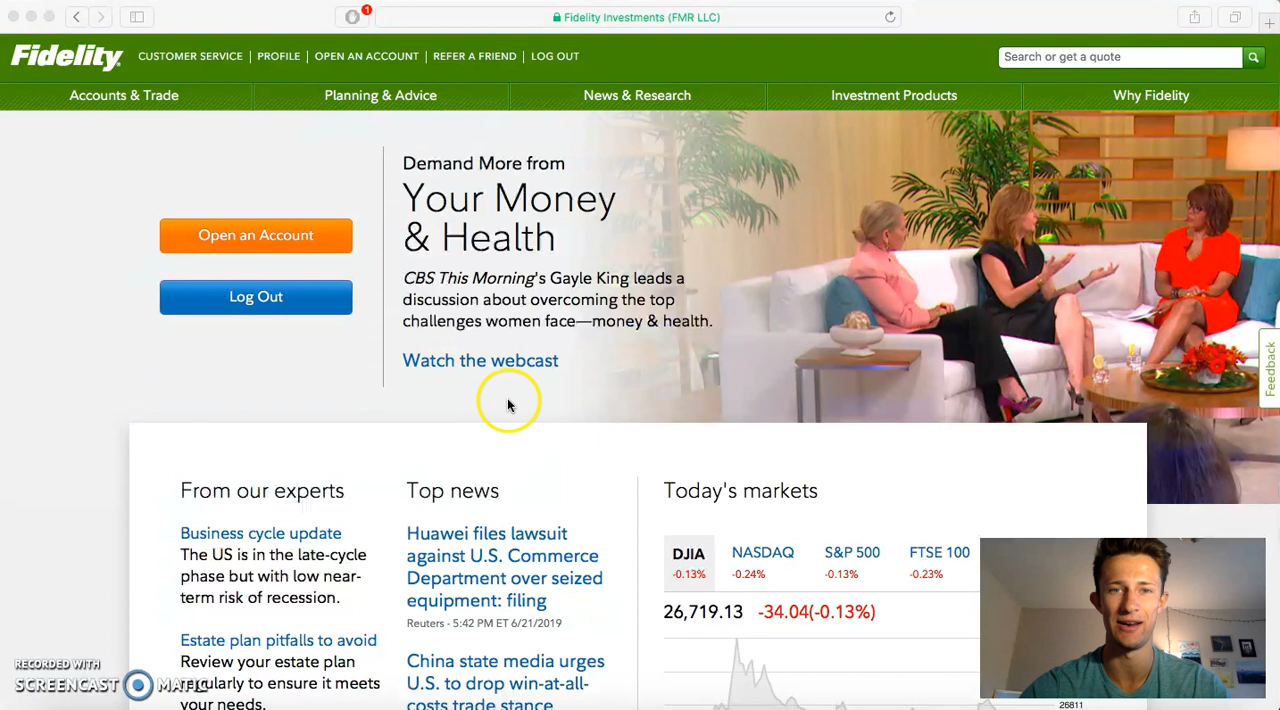 1
Fidelity Investments (FMR LLC)
Fidelity
CUSTOMER SERVICE | PROFILE | OPEN AN ACCOUNT | REFER A FRIEND | LOG OUT
Search or get a quote
Accounts & Trade
Planning & Advice
News & Research
Investment Products
Why Fidelity
Open an Account
Log Out
Demand More from
Your Money
& Health
CBS This Morning's Gayle King leads a
discussion about overcoming the top
challenges women face—money & health.
Watch the webcast
Feedback
From our experts
Business cycle update
The US is in the late-cycle
phase but with low near-
term risk of recession.
Estate plan pitfalls to avoid
Review your estate plan
regularly to ensure it meets
your needs.
Top news
Huawei files lawsuit
against U.S. Commerce
Department over seized
equipment: filing
Reuters - 5:42 PM ET 6/21/2019
China state media urges
U.S. to drop win-at-all-
costs trade stance
Today's markets
DJIA NASDAQ S&P 500 FTSE 100
-0.13% -0.24% -0.13% -0.23%
26,719.13 -34.04(-0.13%)
26811
RECORDED WITH
SCREENCAST MATIC